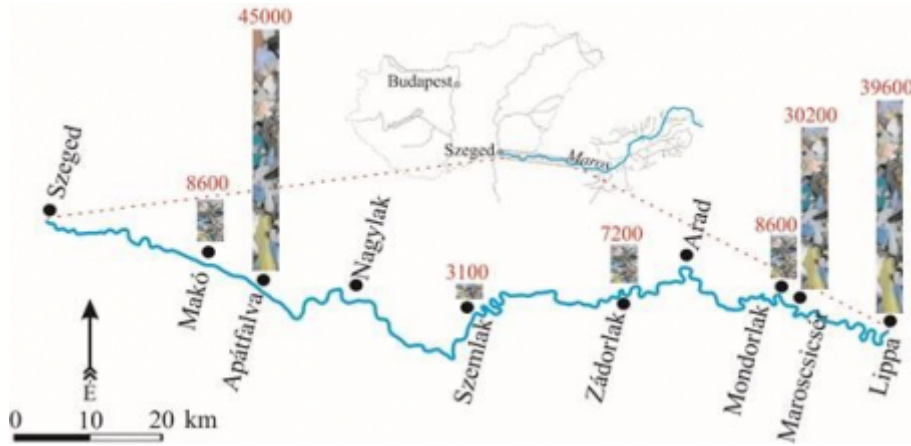 45000
39600
30200
8600
8600
7200
3100
Budapest
Szeged
Maros
Szeged
Makó
Apátfalva
Nagylak
Szemlak
Zádorlak
Arad
Mondorlak
Maroscsicsér
Lippa
É
0 10 20 km